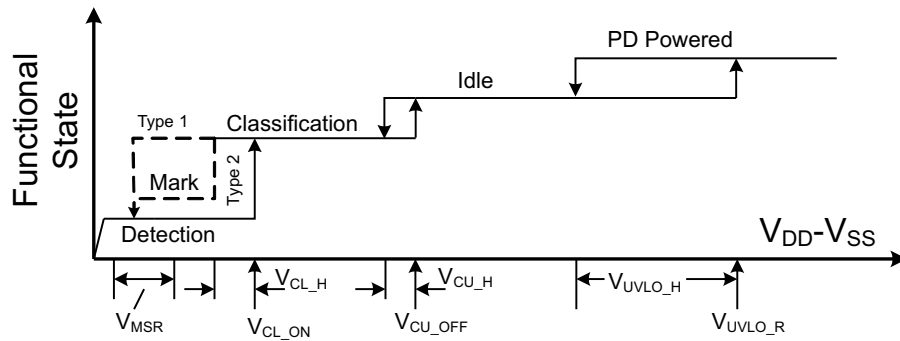 Functional
State
PD Powered
Idle
Type 1
Classification
Mark
Type 2
Detection
VDD-VSS
VCL_H
VCU_H
VUVLO_H
VMSR
VCL_ON
VCU_OFF
VUVLO_R